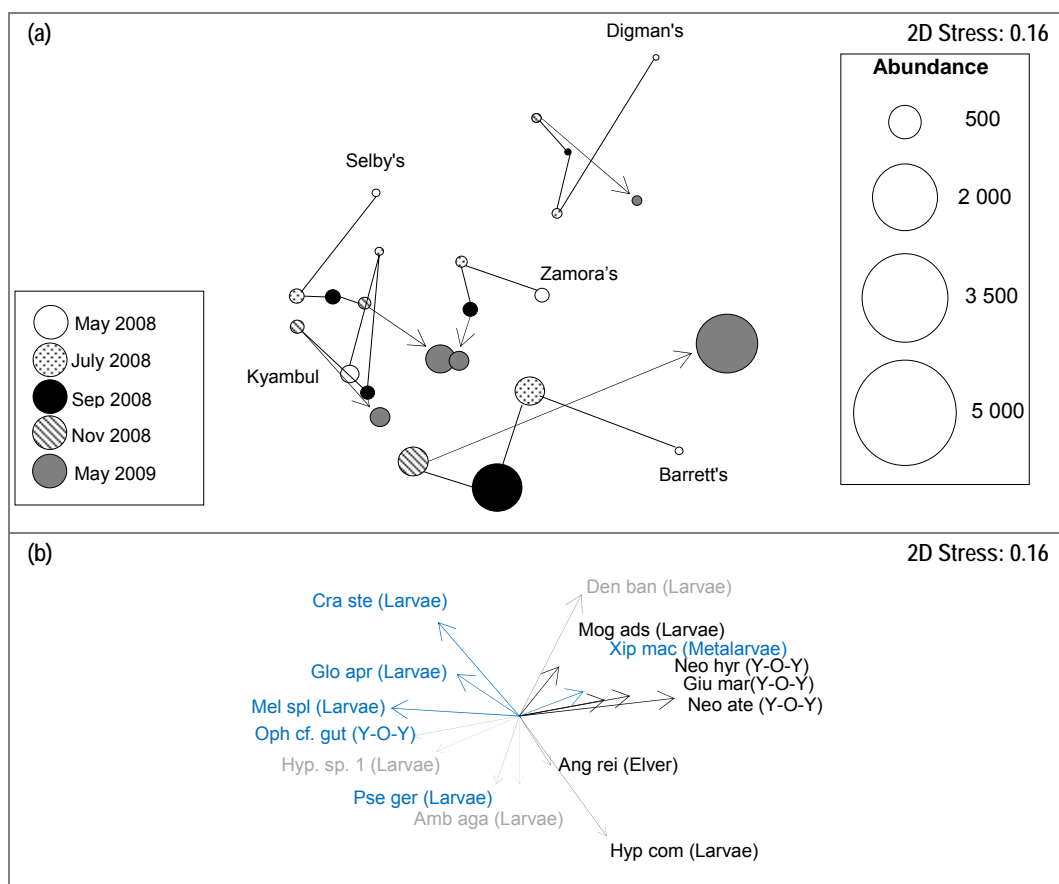 (a)
Digman's
2D Stress: 0.16
Abundance
500
2 000
3 500
5 000
Selby's
Zamora’s
Kyambul
Barrett's
May 2008
July 2008
Sep 2008
Nov 2008
May 2009
(b)
2D Stress: 0.16
Den ban (Larvae)
Cra ste (Larvae)
Mog ads (Larvae)
Xip mac (Metalarvae)
Neo hyr (Y-O-Y)
Glo apr (Larvae)
Giu mar(Y-O-Y)
Mel spl (Larvae)
Neo ate (Y-O-Y)
Oph cf. gut (Y-O-Y)
Hyp. sp. 1 (Larvae)
Ang rei (Elver)
Pse ger (Larvae)
Amb aga (Larvae)
Hyp com (Larvae)